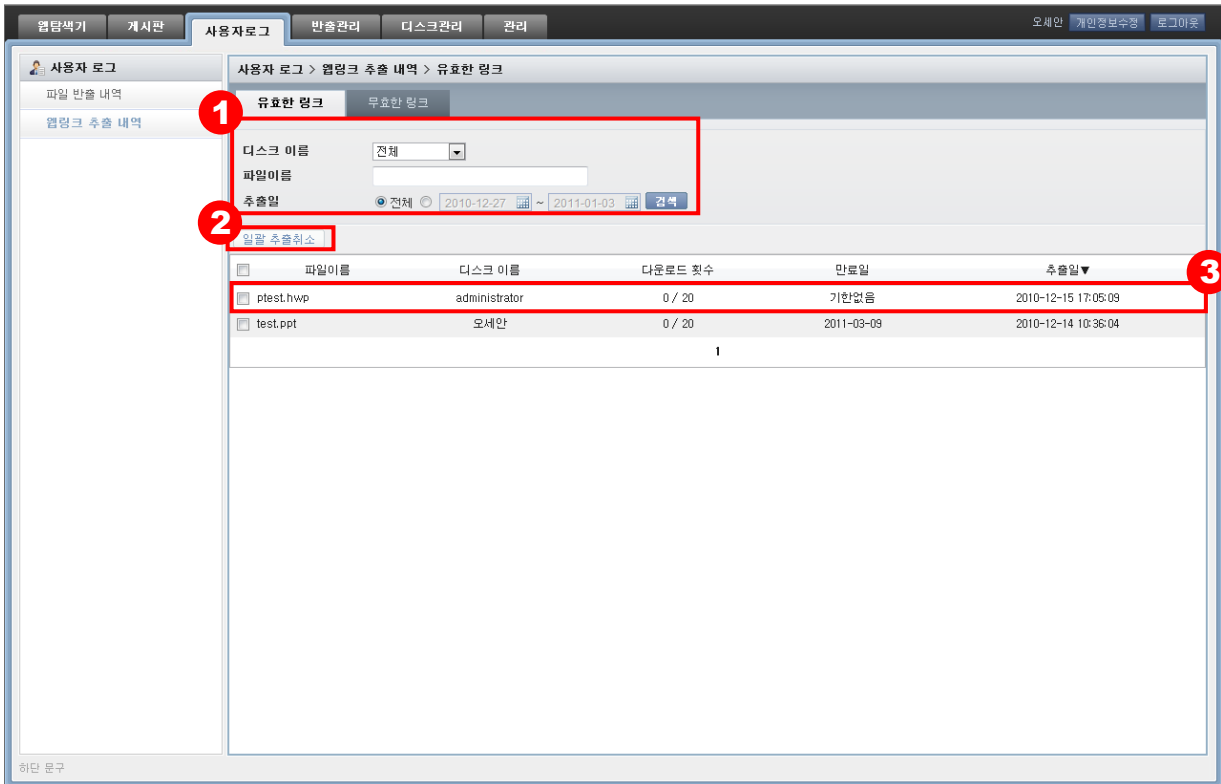 웹탐색기 게시판 사용자로그 반출관리 디스크관리 관리 오세안 개인정보수정 로그아웃
사용자 로그
파일 반출 내역
웹링크 추출 내역
사용자 로그 > 웹링크 추출 내역 > 유효한 링크
유효한 링크 무효한 링크
1
디스크 이름 전체
파일이름
추출일 전체 2010-12-27 ~ 2011-01-03 검색
2
일괄 추출취소
파일이름 디스크 이름 다운로드 횟수 만료일 추출일▼
3
ptest.hwp administrator 0 / 20 기한없음 2010-12-15 17:05:09
test.ppt 오세안 0 / 20 2011-03-09 2010-12-14 10:36:04
1
하단 문구